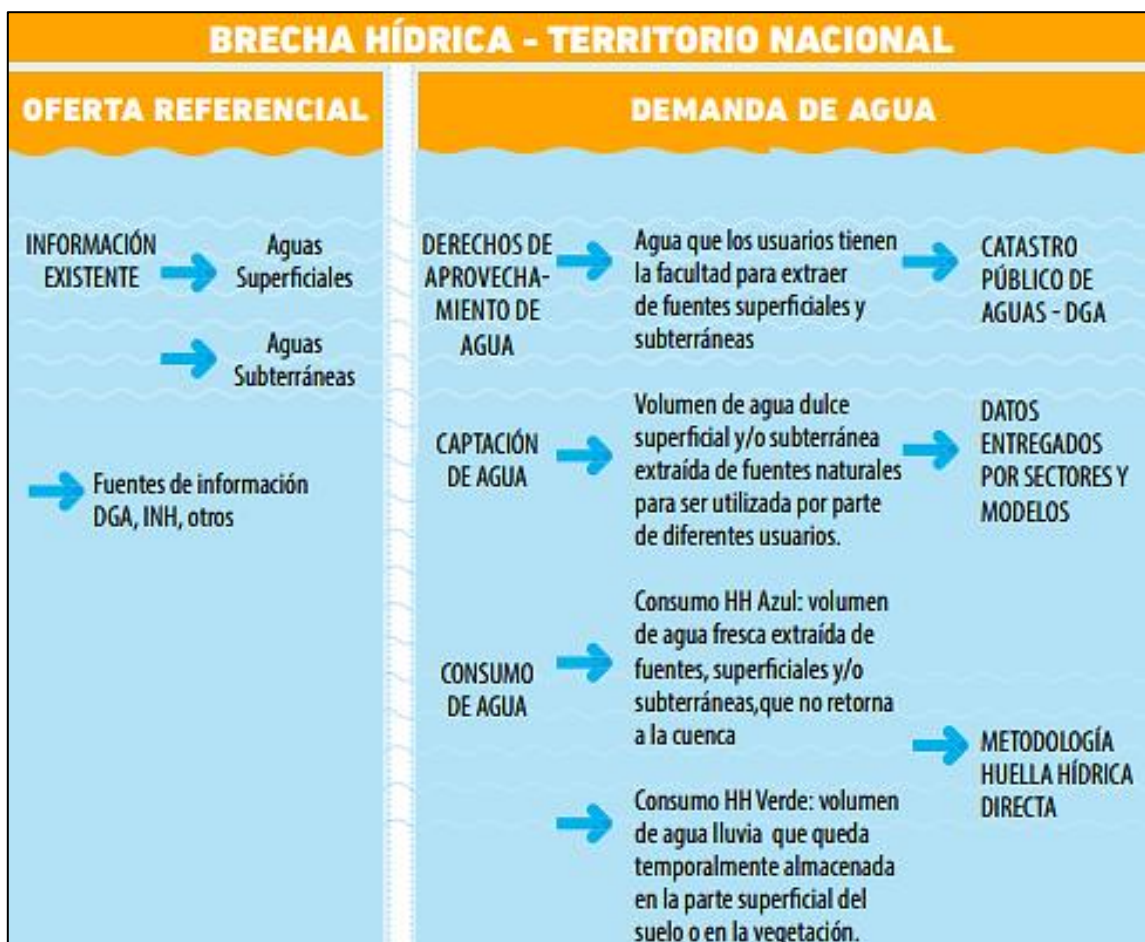 BRECHA HÍDRICA - TERRITORIO NACIONAL
OFERTA REFERENCIAL
INFORMACIÓN
EXISTENTE
Aguas
Superficiales
Aguas
Subterráneas
Fuentes de información
DGA, INH, otros
DEMANDA DE AGUA
DERECHOS DE
APROVECHA-
MIENTO DE
AGUA
Agua que los usuarios tienen
la facultad para extraer
de fuentes superficiales y
subterráneas
CATASTRO
PÚBLICO DE
AGUAS - DGA
CAPTACIÓN
DE AGUA
Volumen de agua dulce
superficial y/o subterránea
extraída de fuentes naturales
para ser utilizada por parte
de diferentes usuarios.
DATOS
ENTREGADOS
POR SECTORES Y
MODELOS
CONSUMO
DE AGUA
Consumo HH Azul: volumen
de agua fresca extraída de
fuentes, superficiales y/o
subterráneas,que no retorna
a la cuenca
Consumo HH Verde: volumen
de agua lluvia que queda
temporalmente almacenada
en la parte superficial del
suelo o en la vegetación.
METODOLOGÍA
HUELLA HÍDRICA
DIRECTA